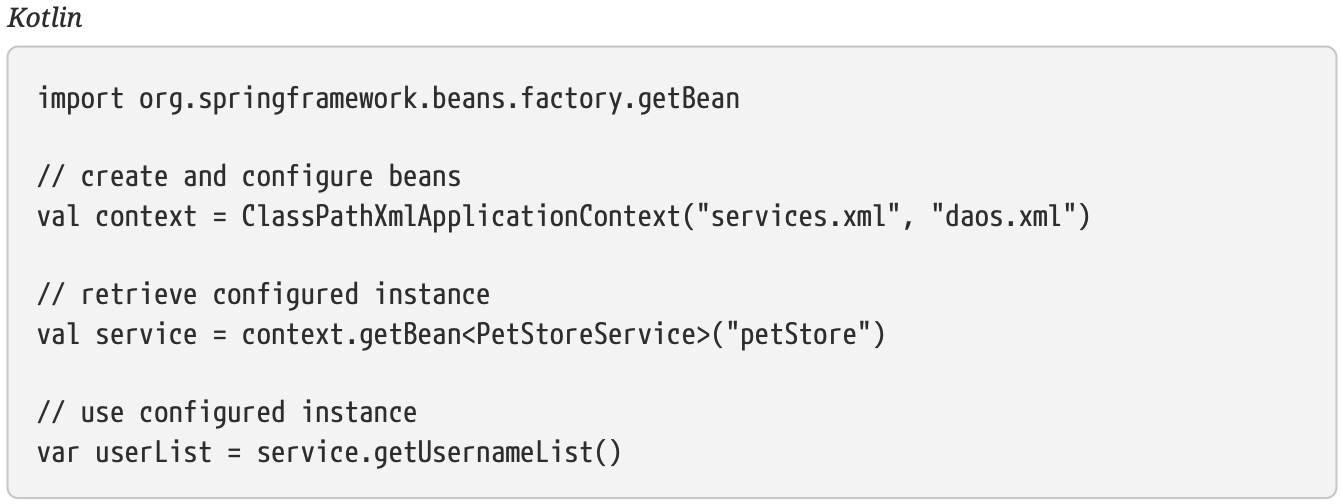 Kotlin
import org.springframework.beans.factory.getBean
// create and configure beans
val context = ClassPathXmlApplicationContext("services.xml", "daos.xml")
// retrieve configured instance
val service = context.getBean<PetStoreService>("petStore")
// use configured instance
var userList = service.getUsernameList()